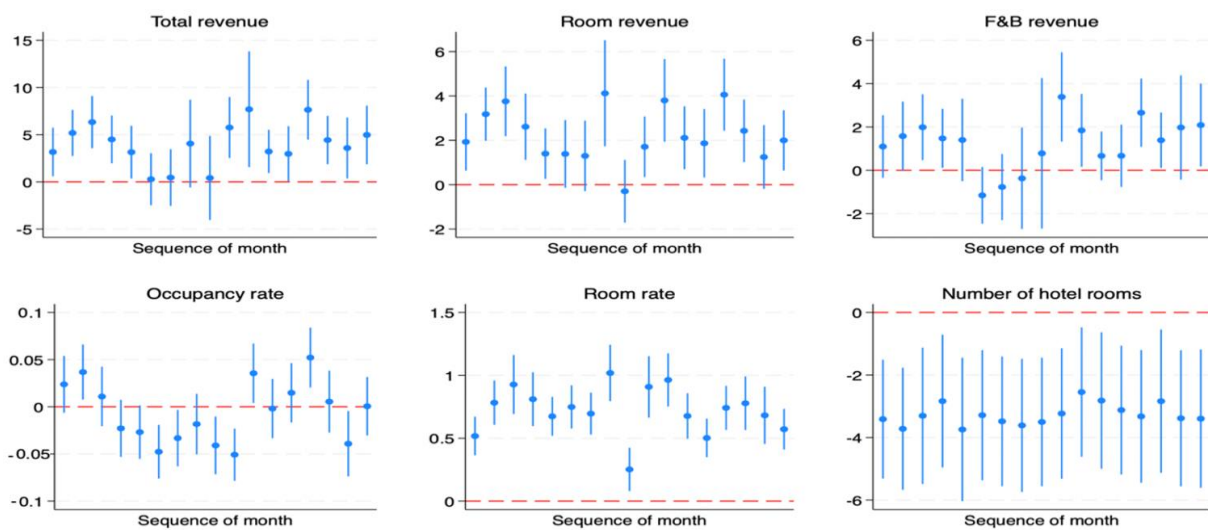 Total revenue
15
10
5
0
-5
Sequence of month
Room revenue
6
4
2
0
-2
Sequence of month
F&B revenue
6
4
2
0
-2
Sequence of month
Occupancy rate
0.1
0.05
0
-0.05
-0.1
Sequence of month
Room rate
1.5
1
0.5
0
Sequence of month
Number of hotel rooms
0
-2
-4
-6
Sequence of month